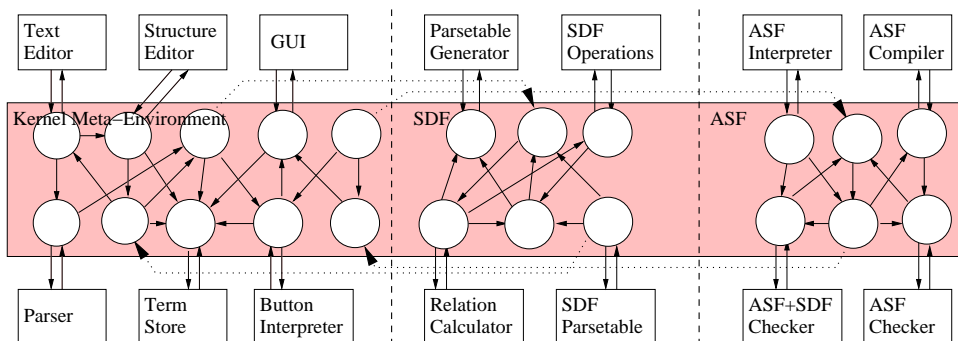 Text
Editor
Structure
Editor
GUI
Parsetable
Generator
SDF
Operations
ASF
Interpreter
ASF
Compiler
Kernel Meta−Environment
SDF
ASF
Parser
Term
Store
Button
Interpreter
Relation
Calculator
SDF
Parsetable
ASF+SDF
Checker
ASF
Checker